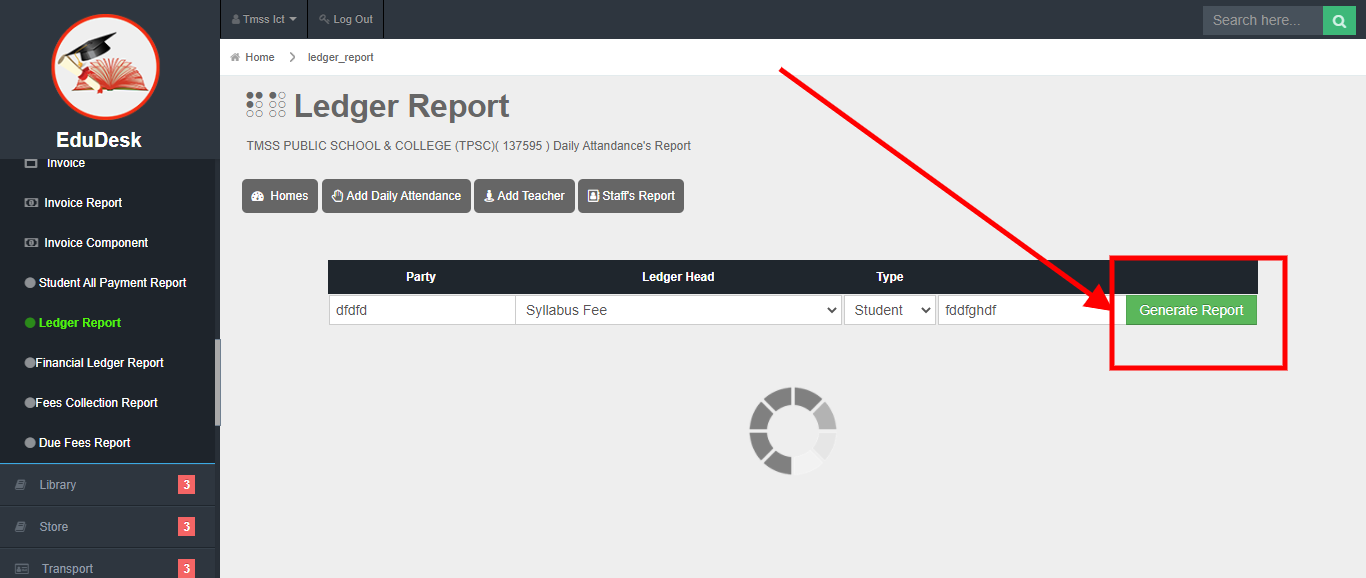 Tmss Ict
Log Out
Search here...
EduDesk
Home
ledger_report
Ledger Report
TMSS PUBLIC SCHOOL & COLLEGE (TPSC)( 137595 ) Daily Attandance's Report
Homes
Add Daily Attendance
Add Teacher
Staff's Report
Invoice
Invoice Report
Invoice Component
Student All Payment Report
Ledger Report
Financial Ledger Report
Fees Collection Report
Due Fees Report
Library 3
Store 3
Transport 3
Party Ledger Head Type
dfdfd Syllabus Fee Student fddfghdf Generate Report